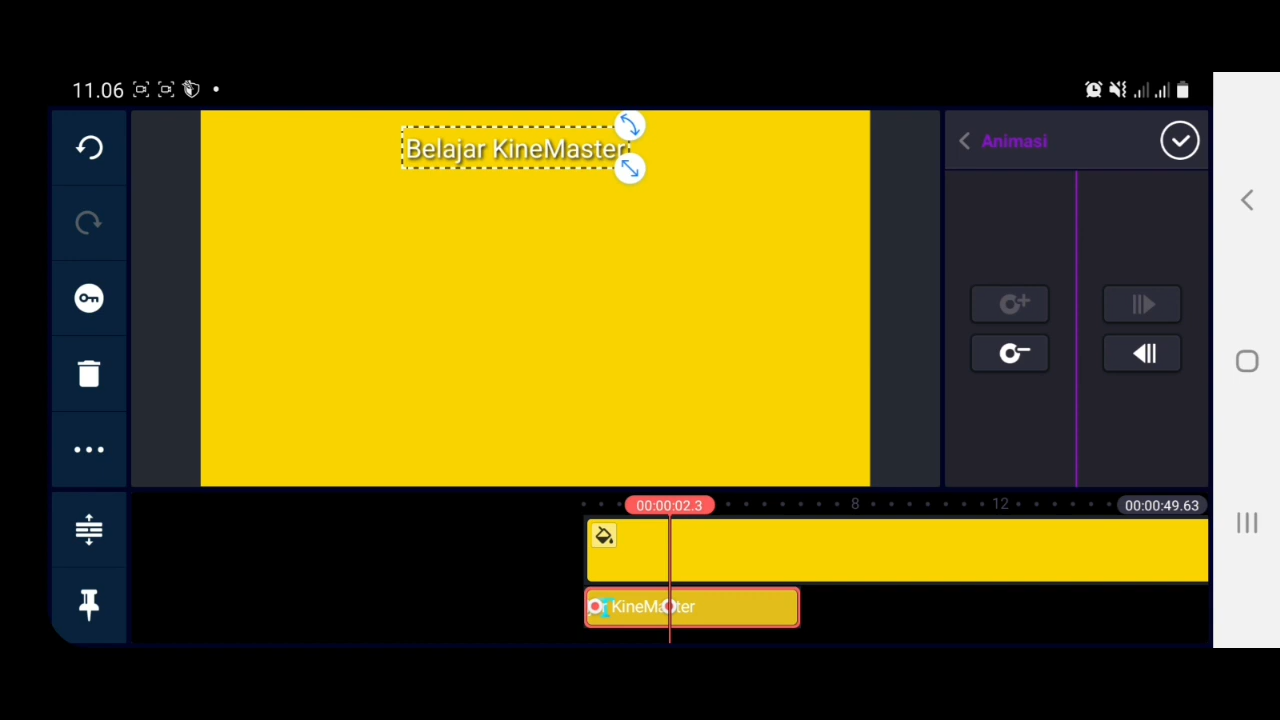 11.06
Belajar KineMaster
Animasi
00:00:02.3
8
12
00:00:49.63
r KineMaster